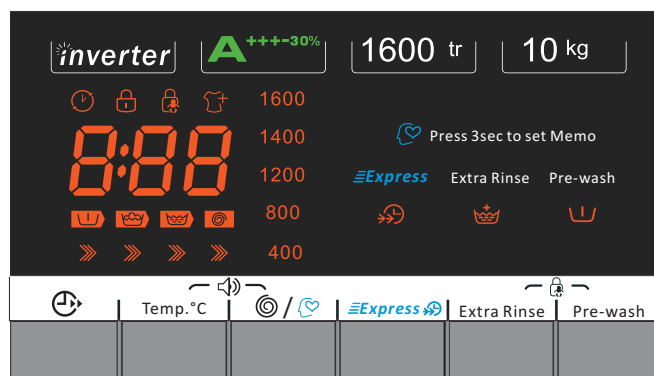 inverter A+++-30% 1600 tr 10 kg
1600
8:88 1400
Press 3sec to set Memo
1200
Express Extra Rinse Pre-wash
800
400
Temp.°C / Express Extra Rinse Pre-wash